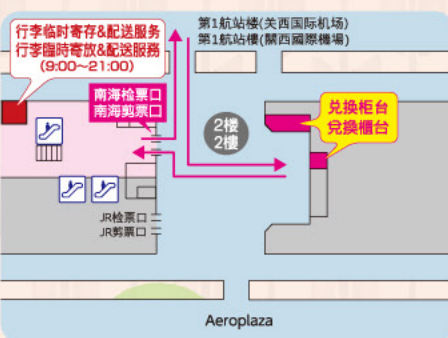 行李临时寄存&配送服务
行李臨時寄放&配送服務
(9:00~21:00)
第1航站楼(关西国际机场)
第1航站樓(關西國際機場)
南海检票口
南海剪票口
2楼
2樓
兑换柜台
兌換櫃台
JR检票口
JR剪票口
Aeroplaza